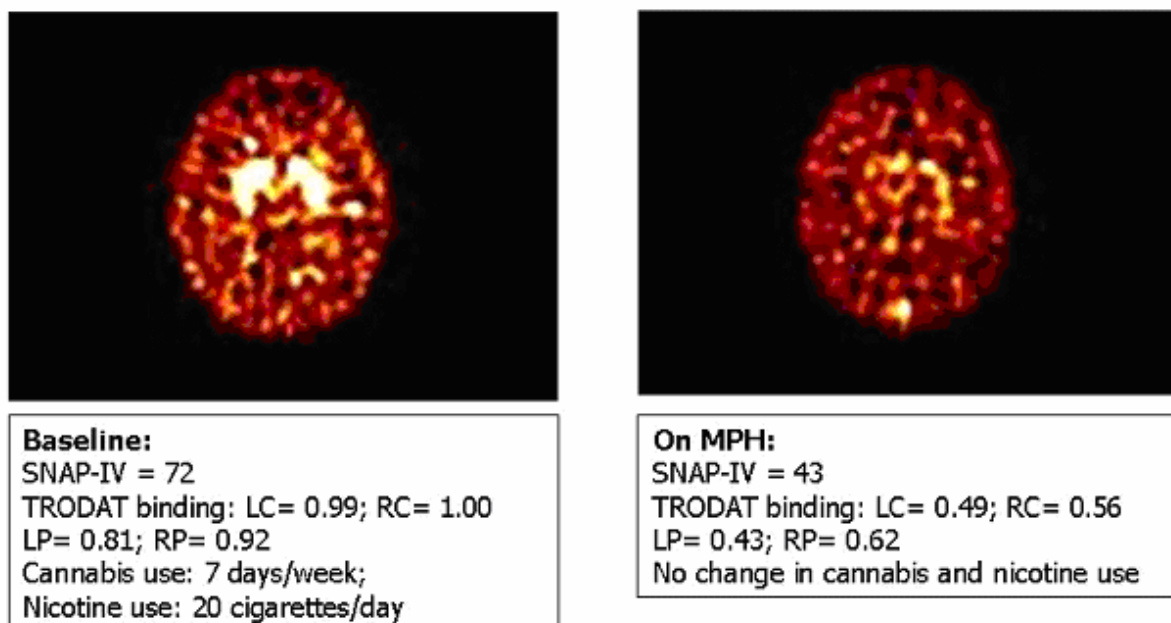 Baseline:
SNAP-IV = 72
TRODAT binding: LC= 0.99; RC= 1.00
LP= 0.81; RP= 0.92
Cannabis use: 7 days/week;
Nicotine use: 20 cigarettes/day
On MPH:
SNAP-IV = 43
TRODAT binding: LC= 0.49; RC= 0.56
LP= 0.43; RP= 0.62
No change in cannabis and nicotine use